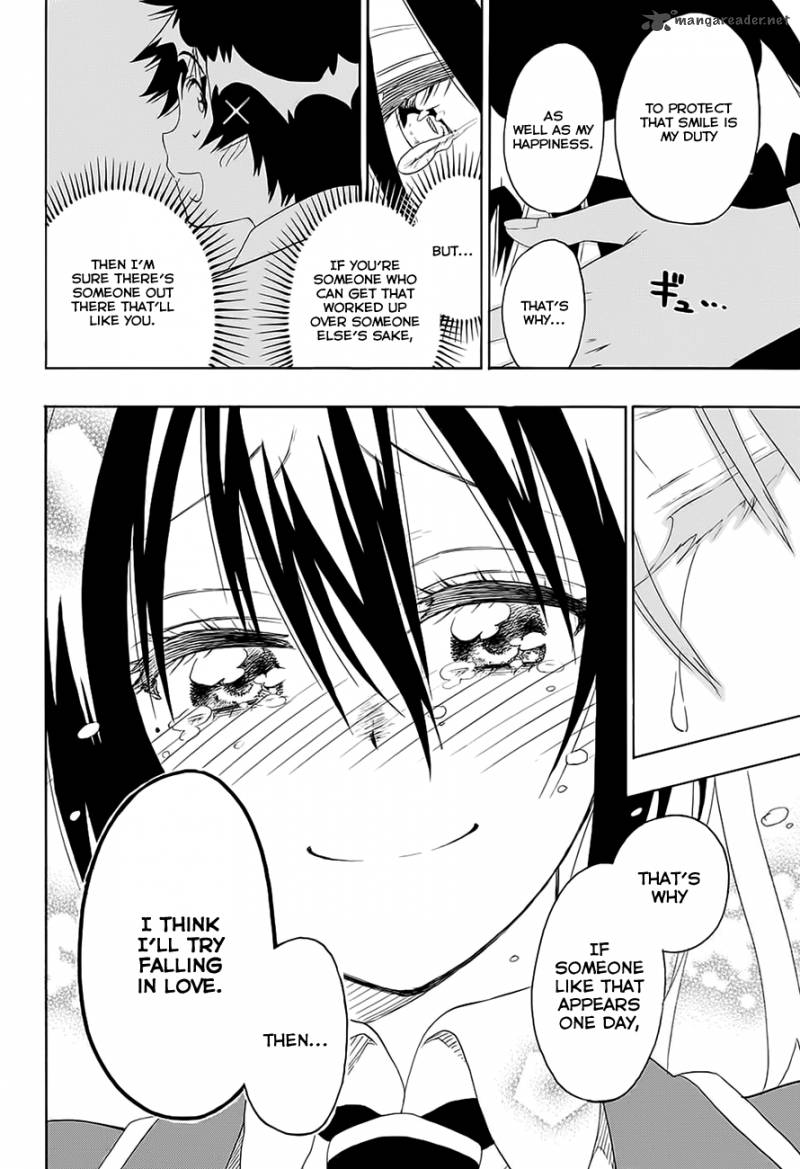 mangareader.net
TO PROTECT
THAT SMILE IS
MY DUTY
AS
WELL AS MY
HAPPINESS.
ギュ...
THAT'S
WHY...
BUT...
IF YOU'RE
SOMEONE WHO
CAN GET THAT
WORKED UP
OVER SOMEONE
ELSE'S SAKE,
THEN I'M
SURE THERE'S
SOMEONE OUT
THERE THAT'LL
LIKE YOU.
THAT'S
WHY
IF
SOMEONE
LIKE THAT
APPEARS
ONE DAY,
THEN...
I THINK
I'LL TRY
FALLING
IN LOVE.